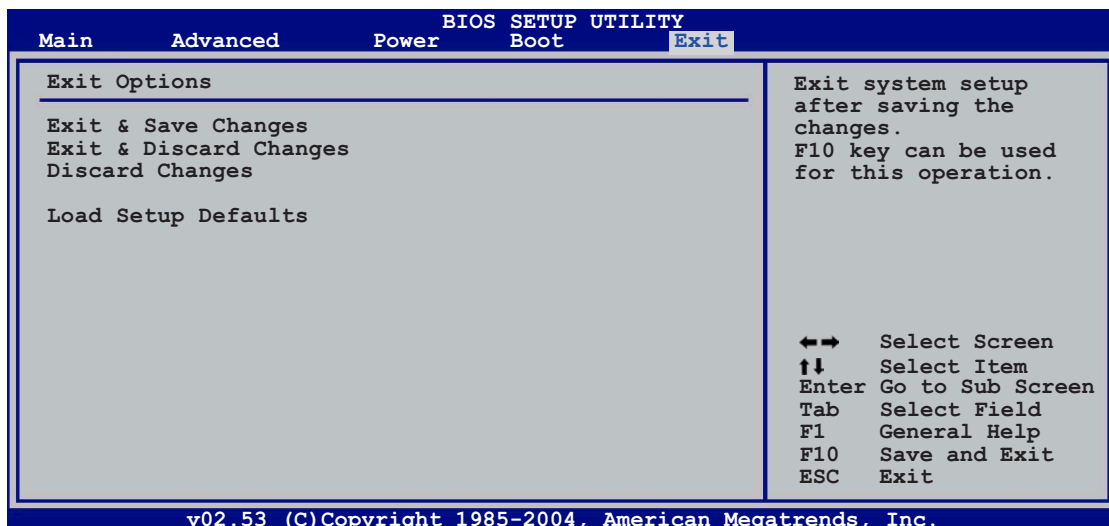 BIOS SETUP UTILITY
Main Advanced Power Boot Exit
Exit Options
Exit & Save Changes
Exit & Discard Changes
Discard Changes
Load Setup Defaults
Exit system setup
after saving the
changes.
F10 key can be used
for this operation.
←→ Select Screen
↑↓ Select Item
Enter Go to Sub Screen
Tab Select Field
F1 General Help
F10 Save and Exit
ESC Exit
v02.53 (C)Copyright 1985-2004, American Megatrends, Inc.